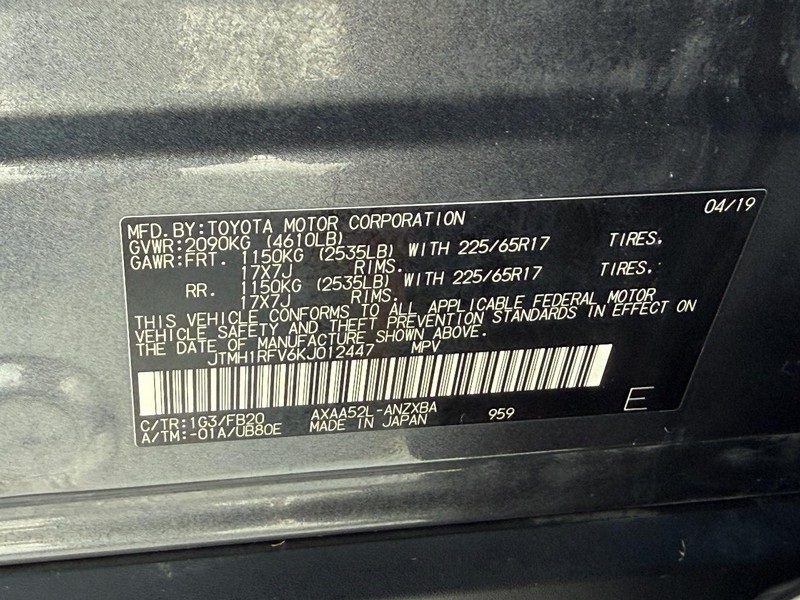 MFD.BY:TOYOTA MOTOR CORPORATION 04/19
GVWR:2090KG (4610LB)
GAWR:FRT. 1150KG (2535LB) WITH 225/65R17 TIRES.
17X7J RIMS.
RR. 1150KG (2535LB) WITH 225/65R17 TIRES.
17X7J RIMS.
THIS VEHICLE CONFORMS TO ALL APPLICABLE FEDERAL MOTOR
VEHICLE SAFETY AND THEFT PREVENTION STANDARDS IN EFFECT ON
THE DATE OF MANUFACTURE SHOWN ABOVE.
JTMH1RFV6KJ012447 MPV
C/TR:1G3/FB20 AXAA52L-ANZXBA 959 E
A/TM:-01A/UB80E MADE IN JAPAN